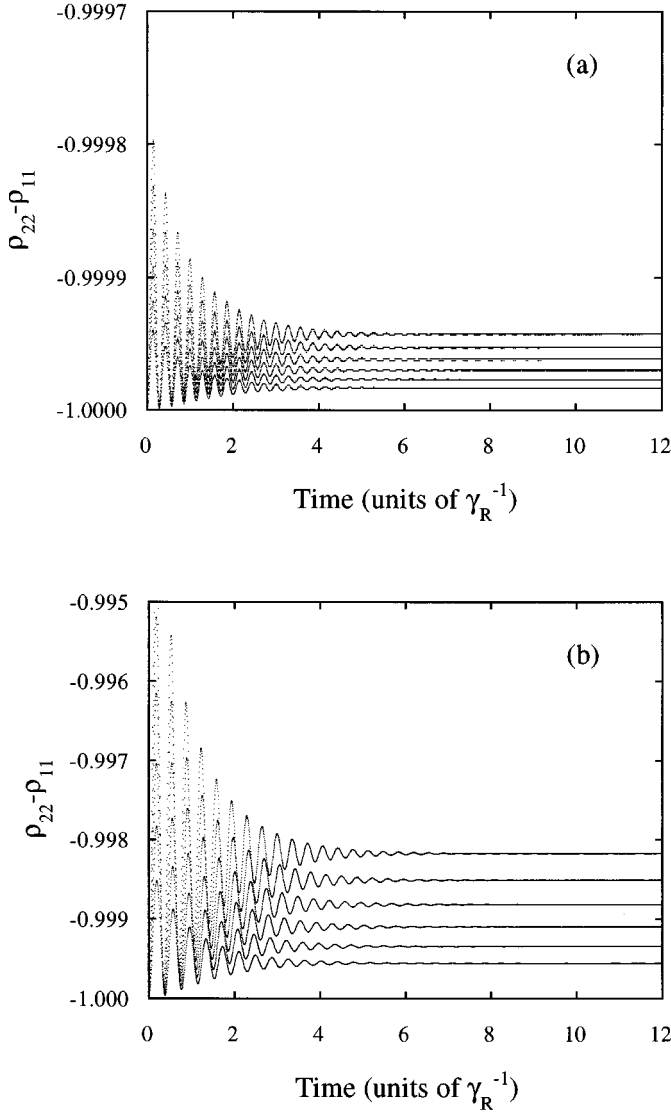 -0.9997
(a)
-0.9998
ρ22-ρ11
-0.9999
-1.0000
0 2 4 6 8 10 12
Time (units of γR-1)
-0.995
(b)
-0.996
-0.997
ρ22-ρ11
-0.998
-0.999
-1.000
0 2 4 6 8 10 12
Time (units of γR-1)